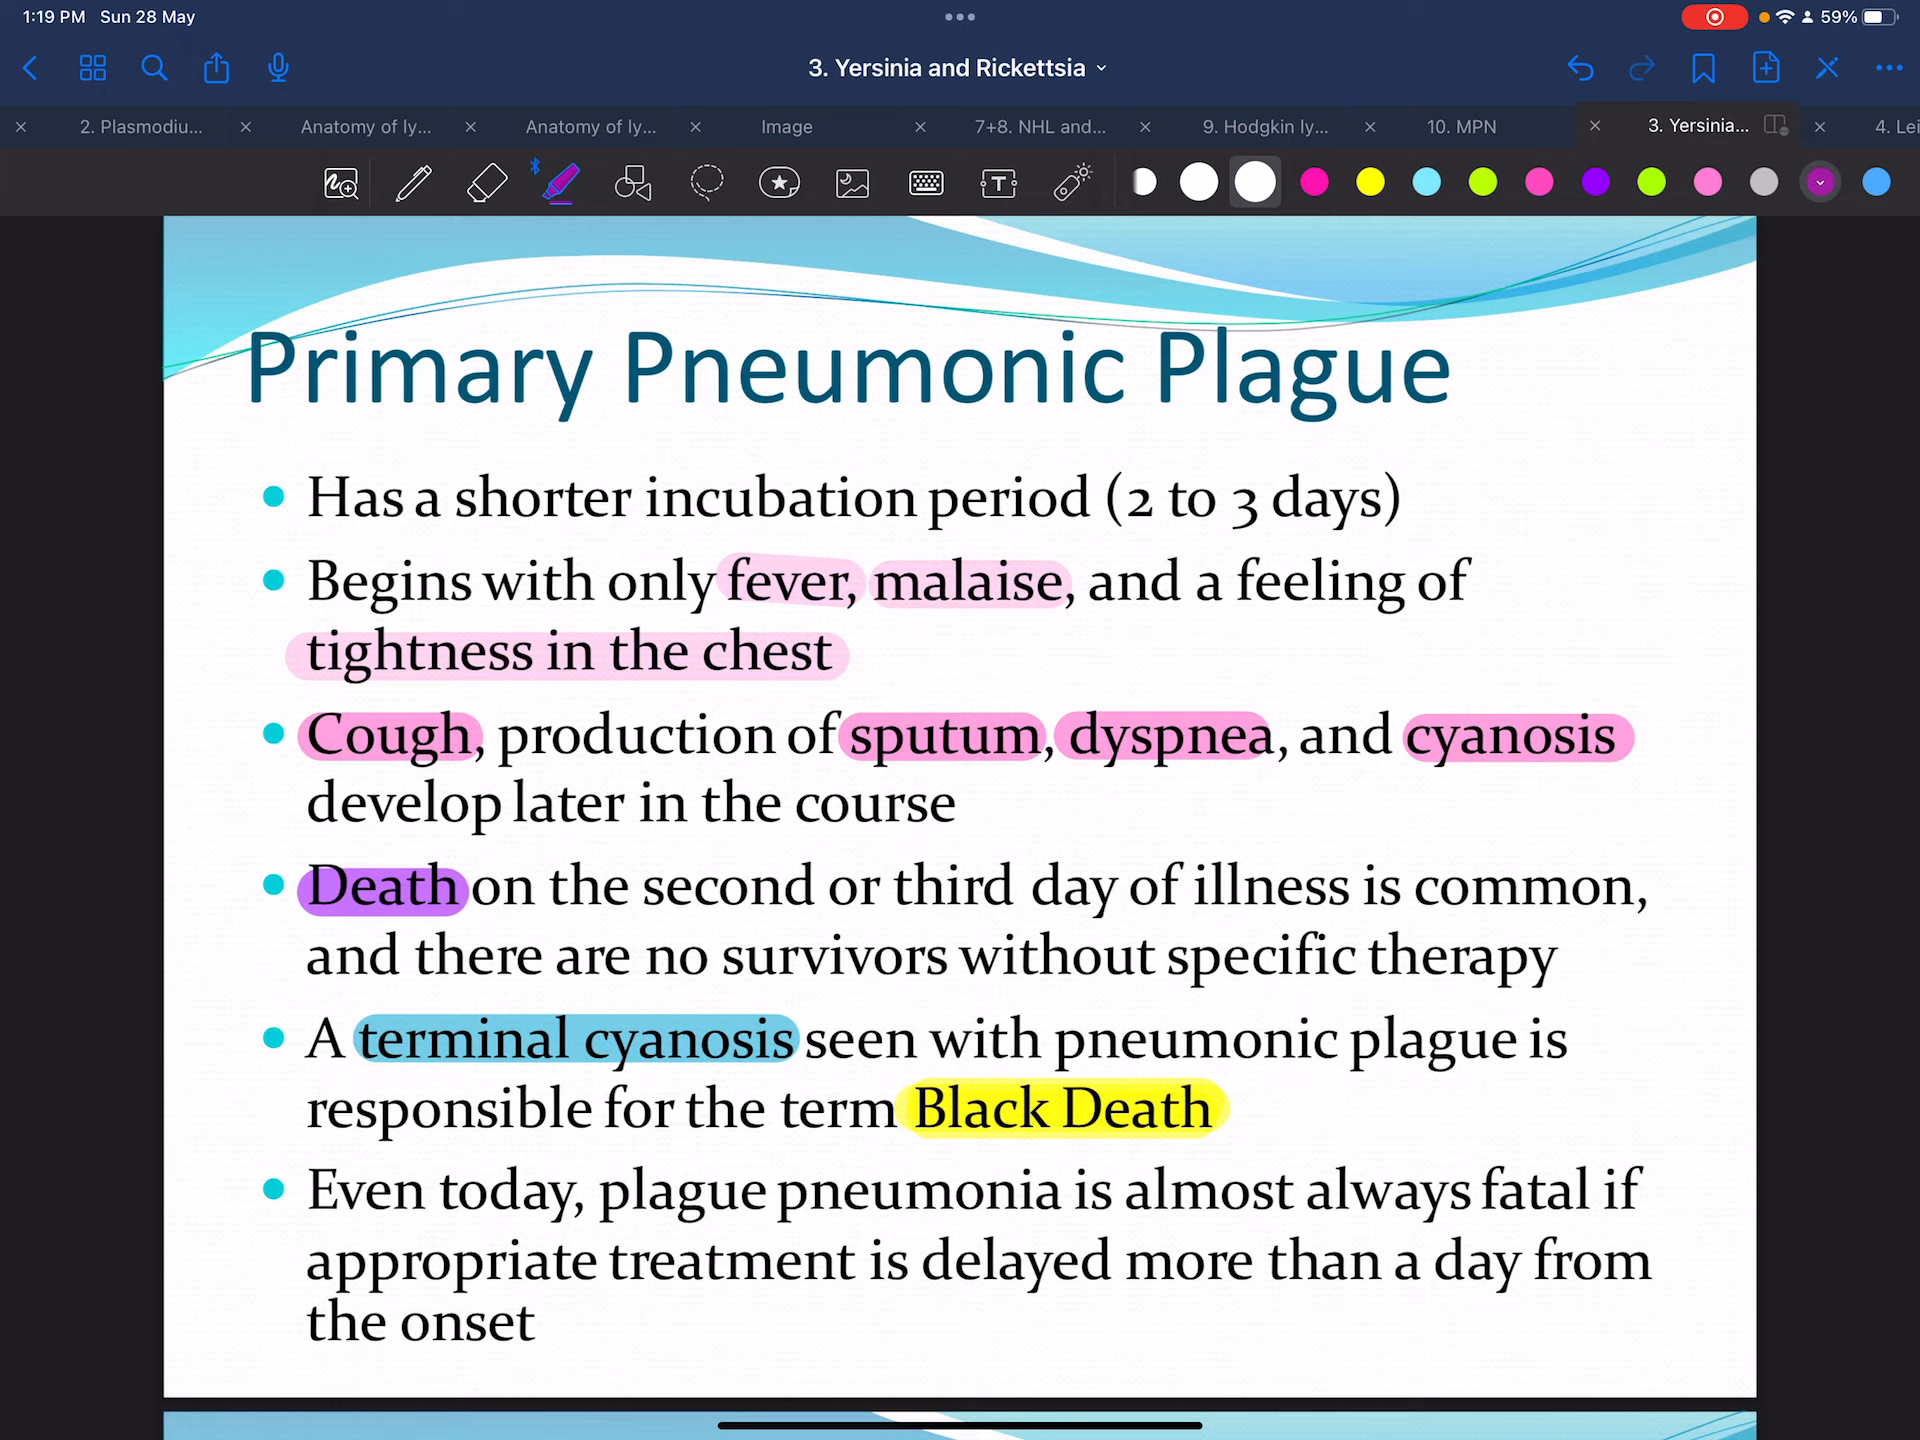 1:19 PM Sun 28 May
59%
3. Yersinia and Rickettsia
2. Plasmodiu... Anatomy of ly... Anatomy of ly... Image 7+8. NHL and... 9. Hodgkin ly... 10. MPN 3. Yersinia... 4. Lei
Primary Pneumonic Plague
• Has a shorter incubation period (2 to 3 days)
• Begins with only fever, malaise, and a feeling of
tightness in the chest
• Cough, production of sputum, dyspnea, and cyanosis
develop later in the course
• Death on the second or third day of illness is common,
and there are no survivors without specific therapy
• A terminal cyanosis seen with pneumonic plague is
responsible for the term Black Death
• Even today, plague pneumonia is almost always fatal if
appropriate treatment is delayed more than a day from
the onset